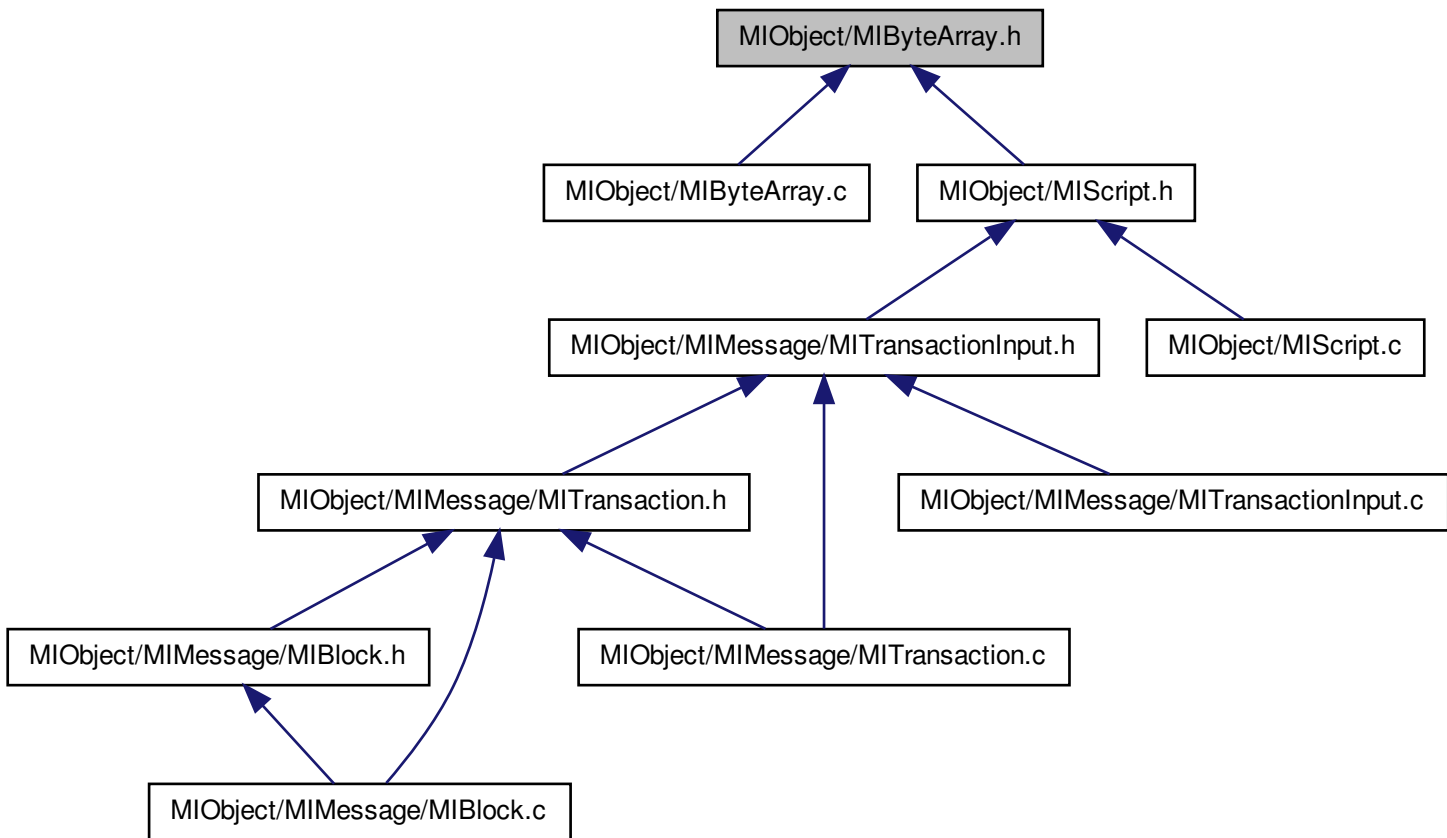 MIObject/MIByteArray.h
MIObject/MIByteArray.c
MIObject/MIScript.h
MIObject/MIMessage/MITransactionInput.h
MIObject/MIScript.c
MIObject/MIMessage/MITransaction.h
MIObject/MIMessage/MITransactionInput.c
MIObject/MIMessage/MIBlock.h
MIObject/MIMessage/MITransaction.c
MIObject/MIMessage/MIBlock.c